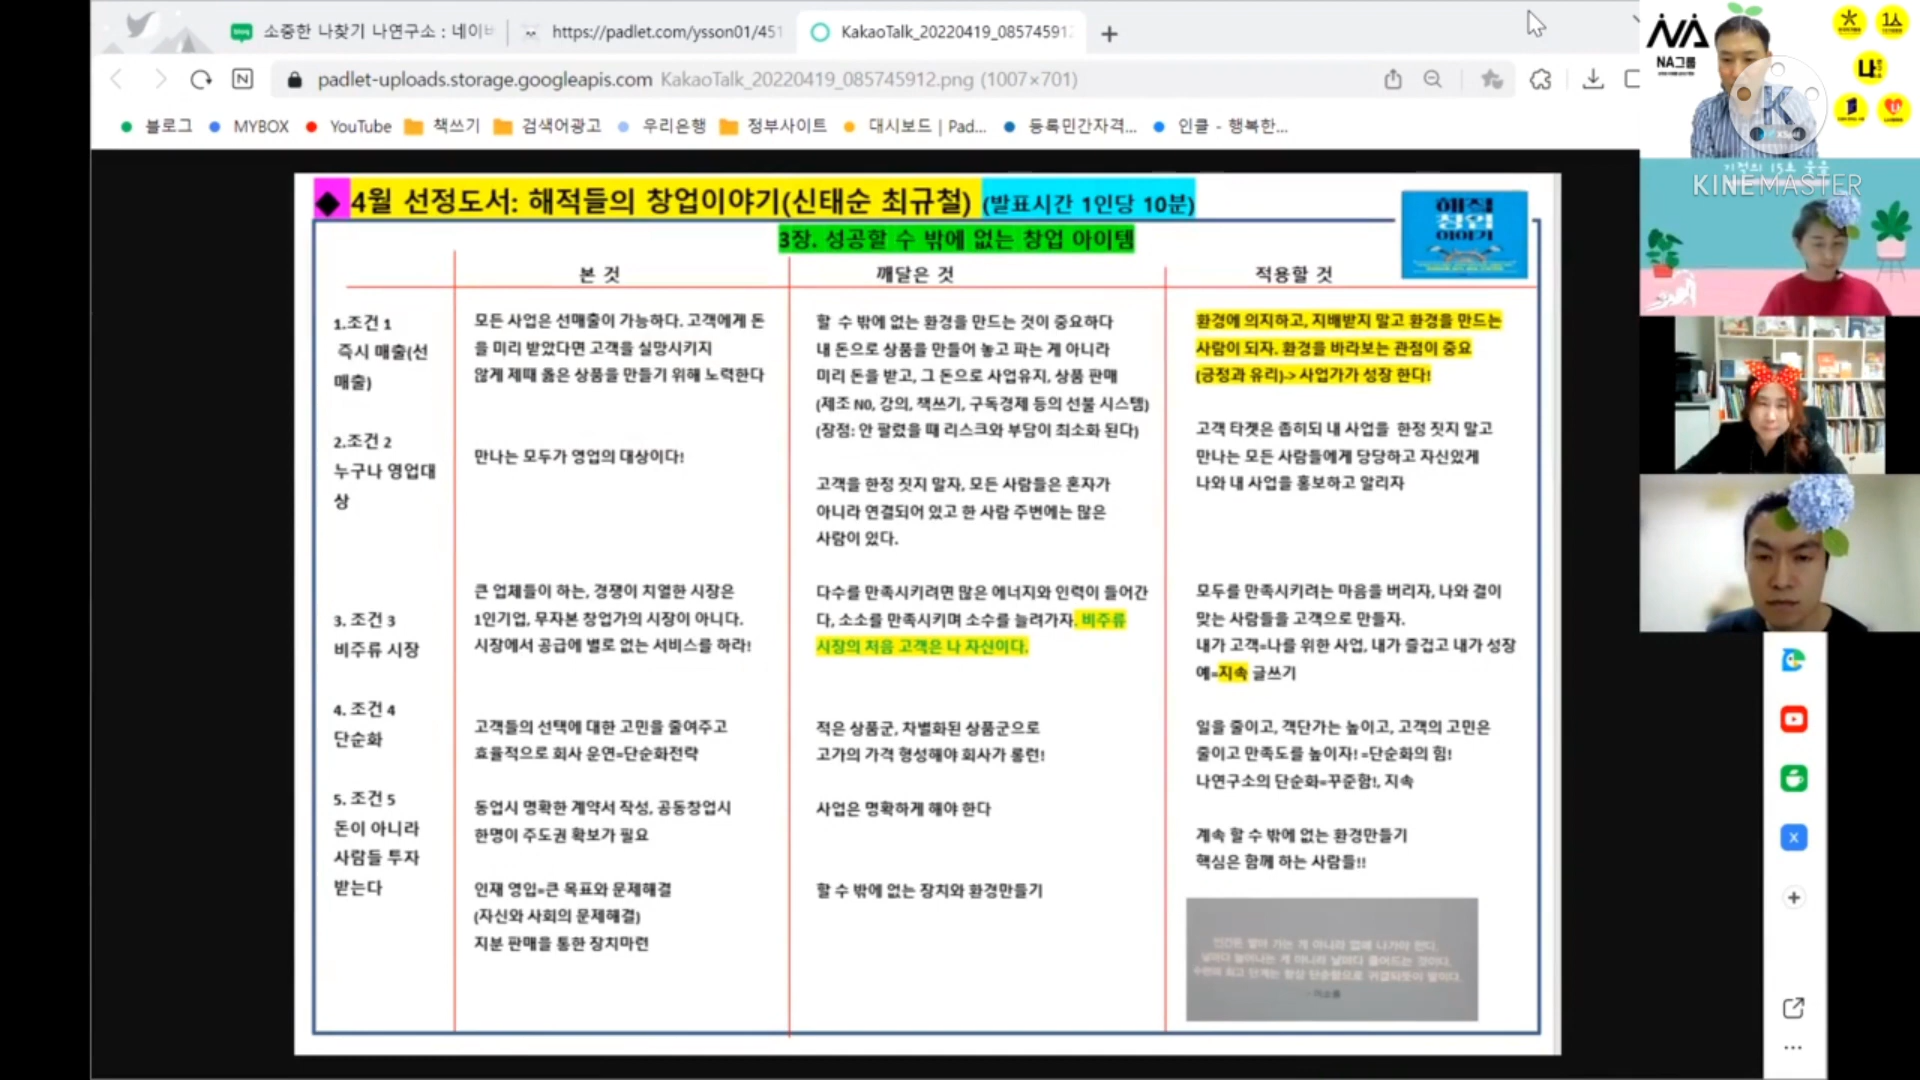 소중한 나찾기 나연구소 : 네이버
https://padlet.com/ysson01/451
KakaoTalk_20220419_085745912
padlet-uploads.storage.googleapis.com KakaoTalk_20220419_085745912.png (1007×701)
블로그 MYBOX YouTube 책쓰기 검색어광고 우리은행 정부사이트 대시보드 | Pad... 등록민간자격... 인클 - 행복한...
NA그룹
KINEMASTER
◆ 4월 선정도서: 해적들의 창업이야기(신태순 최규철) (발표시간 1인당 10분)
해적
창업
이야기
3장. 성공할 수 밖에 없는 창업 아이템
본 것
깨달은 것
적용할 것
1.조건 1
즉시 매출(선
매출)
모든 사업은 선매출이 가능하다. 고객에게 돈
을 미리 받았다면 고객을 실망시키지
않게 제때 옳은 상품을 만들기 위해 노력한다
할 수 밖에 없는 환경을 만드는 것이 중요하다
내 돈으로 상품을 만들어 놓고 파는 게 아니라
미리 돈을 받고, 그 돈으로 사업유지, 상품 판매
(제조 NO, 강의, 책쓰기, 구독경제 등의 선불 시스템)
(장점: 안 팔렸을 때 리스크와 부담이 최소화 된다)
환경에 의지하고, 지배받지 말고 환경을 만드는
사람이 되자. 환경을 바라보는 관점이 중요
(긍정과 유리)-> 사업가가 성장 한다!
2.조건 2
누구나 영업대
상
만나는 모두가 영업의 대상이다!
고객을 한정 짓지 말자, 모든 사람들은 혼자가
아니라 연결되어 있고 한 사람 주변에는 많은
사람이 있다.
고객 타겟은 좁히되 내 사업을 한정 짓지 말고
만나는 모든 사람들에게 당당하고 자신있게
나와 내 사업을 홍보하고 알리자
3. 조건 3
비주류 시장
큰 업체들이 하는, 경쟁이 치열한 시장은
1인기업, 무자본 창업가의 시장이 아니다.
시장에서 공급에 별로 없는 서비스를 하라!
다수를 만족시키려면 많은 에너지와 인력이 들어간
다, 소소를 만족시키며 소수를 늘려가자. 비주류
시장의 처음 고객은 나 자신이다.
모두를 만족시키려는 마음을 버리자, 나와 결이
맞는 사람들을 고객으로 만들자.
내가 고객=나를 위한 사업, 내가 즐겁고 내가 성장
예=지속 글쓰기
4. 조건 4
단순화
고객들의 선택에 대한 고민을 줄여주고
효율적으로 회사 운연=단순화전략
적은 상품군, 차별화된 상품군으로
고가의 가격 형성해야 회사가 롱런!
일을 줄이고, 객단가는 높이고, 고객의 고민은
줄이고 만족도를 높이자! =단순화의 힘!
나연구소의 단순화=꾸준함!, 지속
5. 조건 5
돈이 아니라
사람들 투자
받는다
동업시 명확한 계약서 작성, 공동창업시
한명이 주도권 확보가 필요
인재 영입=큰 목표와 문제해결
(자신와 사회의 문제해결)
지분 판매을 통한 장치마련
사업은 명확하게 해야 한다
할 수 밖에 없는 장치와 환경만들기
계속 할 수 밖에 없는 환경만들기
핵심은 함께 하는 사람들!!